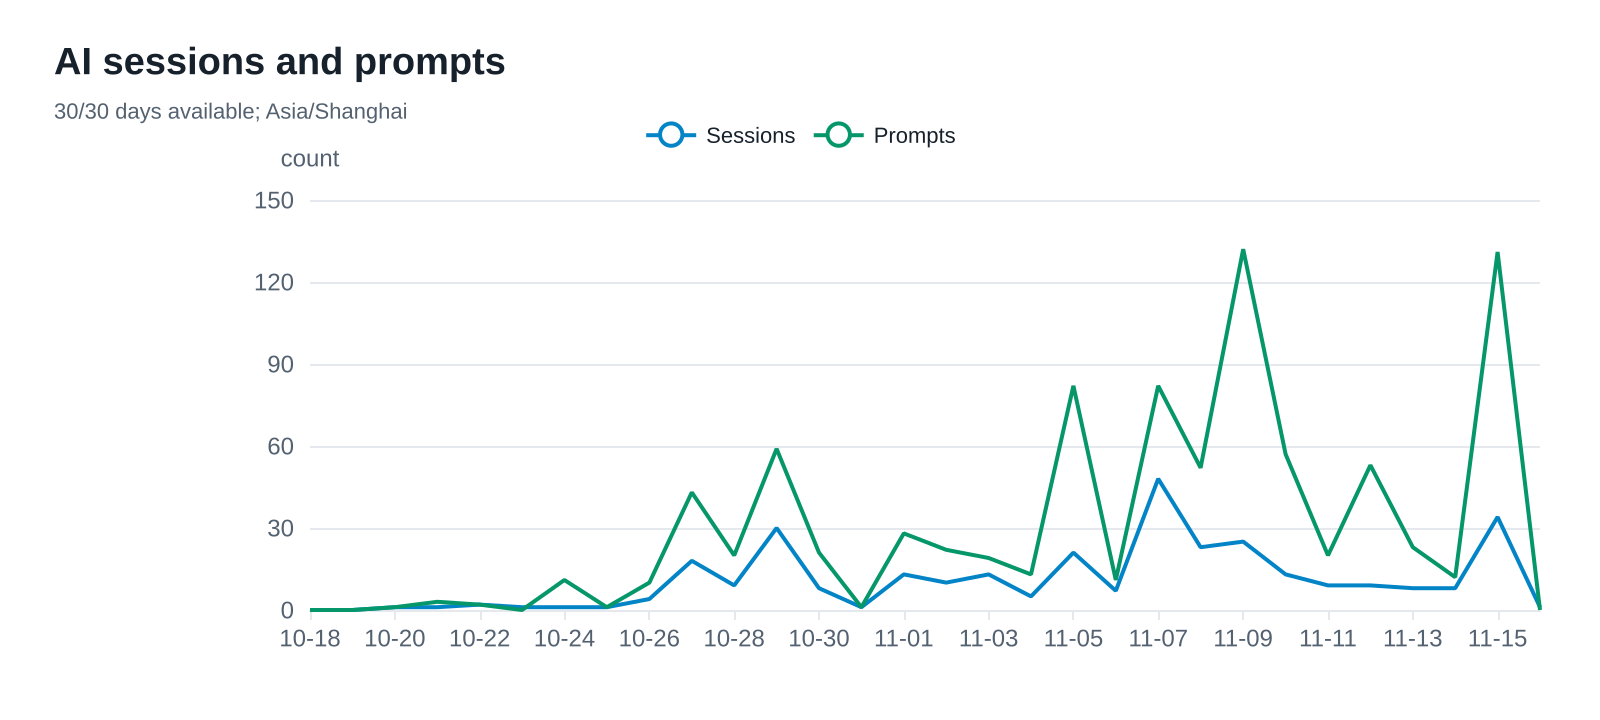 AI sessions and prompts
30/30 days available; Asia/Shanghai
Sessions Prompts
count
150
120
90
60
30
0
10-18 10-20 10-22 10-24 10-26 10-28 10-30 11-01 11-03 11-05 11-07 11-09 11-11 11-13 11-15